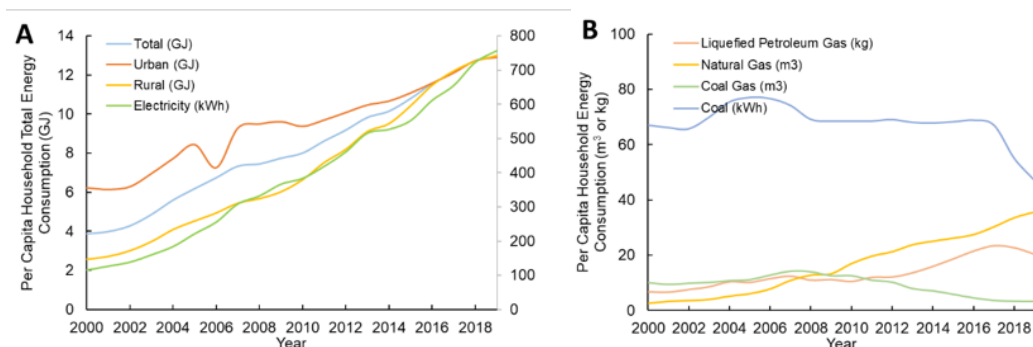 A
Total (GJ)
Urban (GJ)
Rural (GJ)
Electricity (kWh)
Per Capita Household Total Energy
Consumption (GJ)
14
12
10
8
6
4
2
0
800
700
600
500
400
300
200
100
0
2000 2002 2004 2006 2008 2010 2012 2014 2016 2018
Year
B
Liquefied Petroleum Gas (kg)
Natural Gas (m3)
Coal Gas (m3)
Coal (kWh)
Per Capita Household Energy
Consumption (m³ or kg)
100
80
60
40
20
0
2000 2002 2004 2006 2008 2010 2012 2014 2016 2018
Year